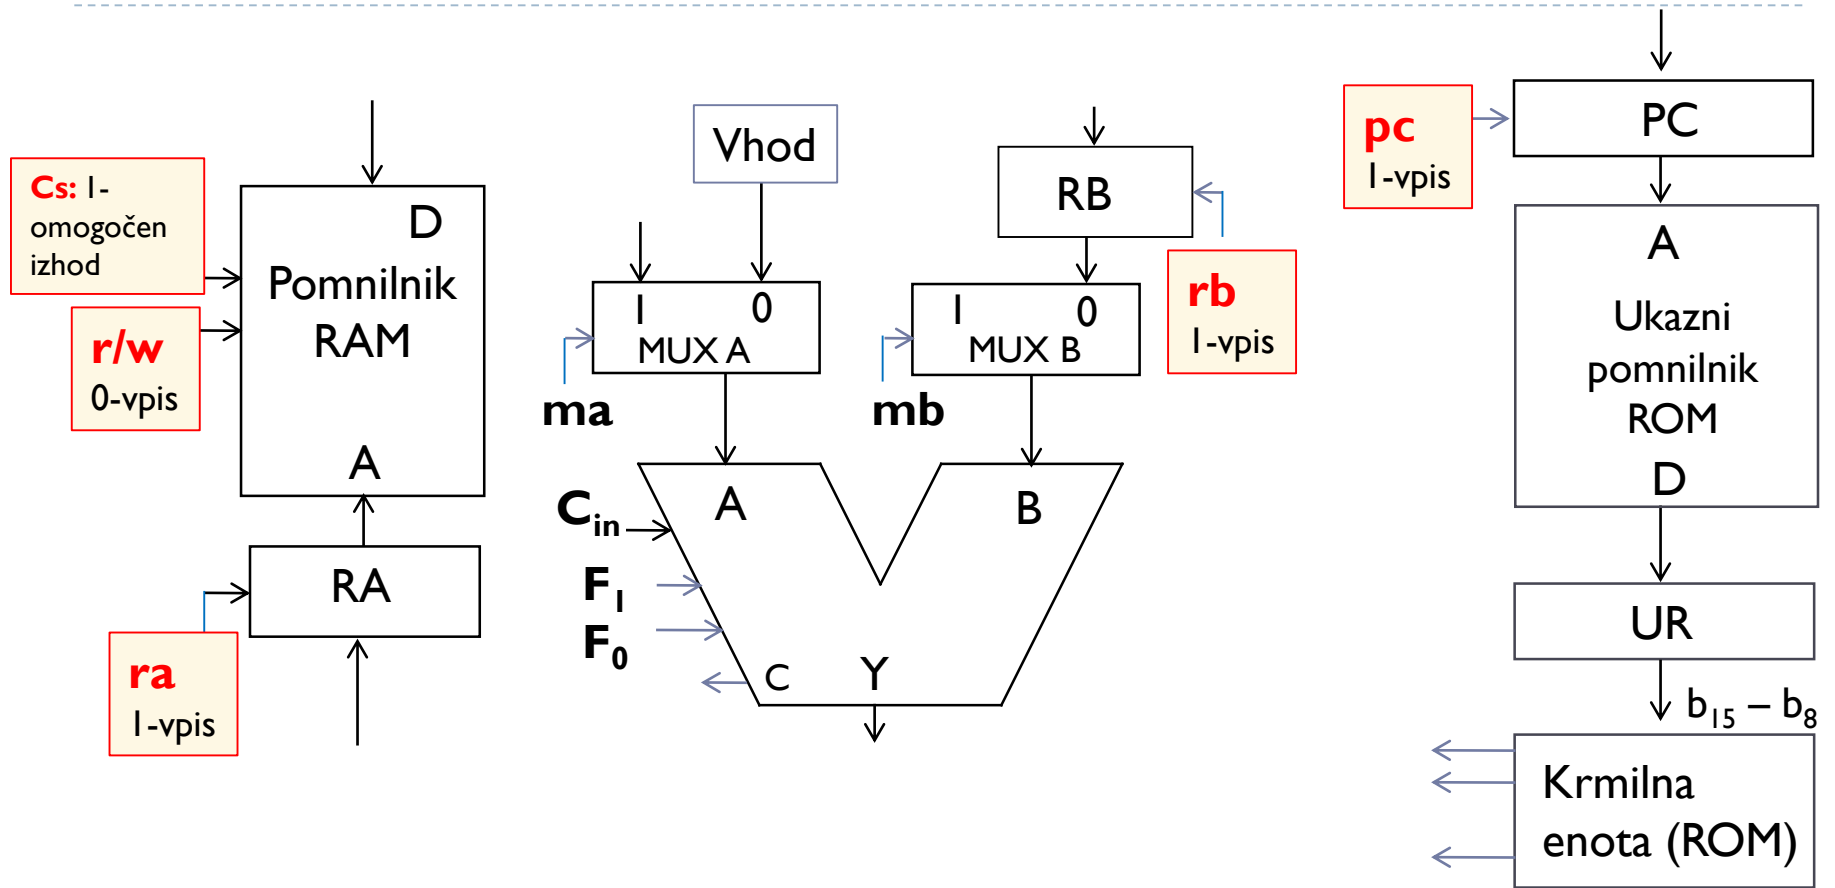 Cs: 1-
omogočen
izhod
r/w
0-vpis
D
Pomnilnik
RAM
A
RA
ra
1-vpis
Vhod
1 0
MUX A
ma
RB
rb
1-vpis
1 0
MUX B
mb
A B
Cin
F1
F0
C Y
pc
1-vpis
PC
A
Ukazni
pomnilnik
ROM
D
UR
b15 – b8
Krmilna
enota (ROM)